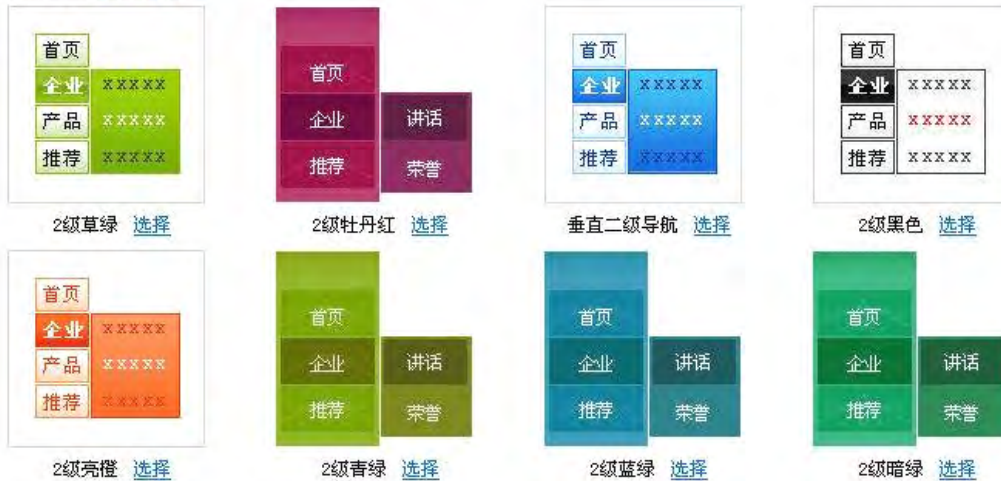 首页
企业 xxxxx
产品 xxxxx
推荐 xxxxx
2级草绿 选择
首页
企业 讲话
推荐 荣誉
2级牡丹红 选择
首页
企业 xxxxx
产品 xxxxx
推荐 xxxxx
垂直二级导航 选择
首页
企业 xxxxx
产品 xxxxx
推荐 xxxxx
2级黑色 选择
首页
企业 xxxxx
产品 xxxxx
推荐 xxxxx
2级亮橙 选择
首页
企业 讲话
推荐 荣誉
2级青绿 选择
首页
企业 讲话
推荐 荣誉
2级蓝绿 选择
首页
企业 讲话
推荐 荣誉
2级暗绿 选择